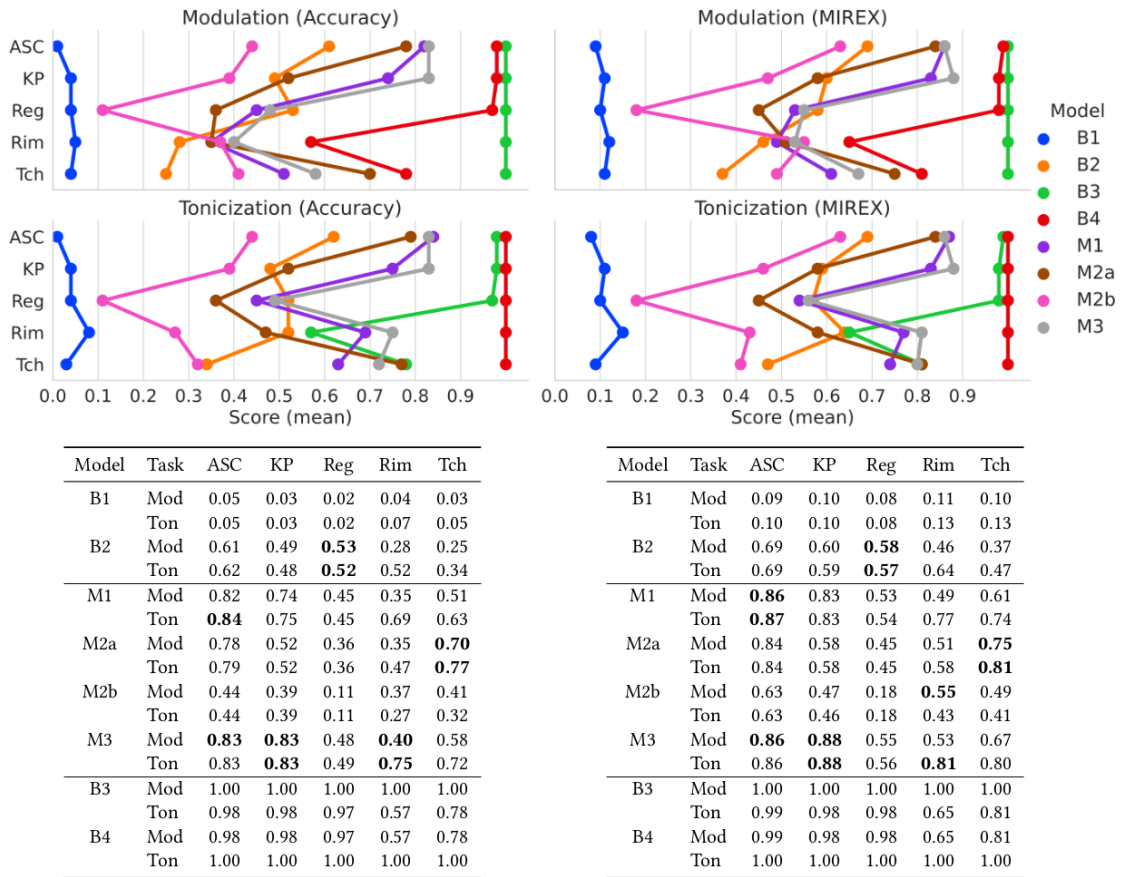 Modulation (Accuracy)
Modulation (MIREX)
ASC
KP
Reg
Rim
Tch
Tonicization (Accuracy)
Tonicization (MIREX)
ASC
KP
Reg
Rim
Tch
0.0 0.1 0.2 0.3 0.4 0.5 0.6 0.7 0.8 0.9
Score (mean)
0.0 0.1 0.2 0.3 0.4 0.5 0.6 0.7 0.8 0.9
Score (mean)
Model
B1
B2
B3
B4
M1
M2a
M2b
M3
Model Task ASC KP Reg Rim Tch
B1 Mod 0.05 0.03 0.02 0.04 0.03
Ton 0.05 0.03 0.02 0.07 0.05
B2 Mod 0.61 0.49 0.53 0.28 0.25
Ton 0.62 0.48 0.52 0.52 0.34
M1 Mod 0.82 0.74 0.45 0.35 0.51
Ton 0.84 0.75 0.45 0.69 0.63
M2a Mod 0.78 0.52 0.36 0.35 0.70
Ton 0.79 0.52 0.36 0.47 0.77
M2b Mod 0.44 0.39 0.11 0.37 0.41
Ton 0.44 0.39 0.11 0.27 0.32
M3 Mod 0.83 0.83 0.48 0.40 0.58
Ton 0.83 0.83 0.49 0.75 0.72
B3 Mod 1.00 1.00 1.00 1.00 1.00
Ton 0.98 0.98 0.97 0.57 0.78
B4 Mod 0.98 0.98 0.97 0.57 0.78
Ton 1.00 1.00 1.00 1.00 1.00
Model Task ASC KP Reg Rim Tch
B1 Mod 0.09 0.10 0.08 0.11 0.10
Ton 0.10 0.10 0.08 0.13 0.13
B2 Mod 0.69 0.60 0.58 0.46 0.37
Ton 0.69 0.59 0.57 0.64 0.47
M1 Mod 0.86 0.83 0.53 0.49 0.61
Ton 0.87 0.83 0.54 0.77 0.74
M2a Mod 0.84 0.58 0.45 0.51 0.75
Ton 0.84 0.58 0.45 0.58 0.81
M2b Mod 0.63 0.47 0.18 0.55 0.49
Ton 0.63 0.46 0.18 0.43 0.41
M3 Mod 0.86 0.88 0.55 0.53 0.67
Ton 0.86 0.88 0.56 0.81 0.80
B3 Mod 1.00 1.00 1.00 1.00 1.00
Ton 0.99 0.98 0.98 0.65 0.81
B4 Mod 0.99 0.98 0.98 0.65 0.81
Ton 1.00 1.00 1.00 1.00 1.00